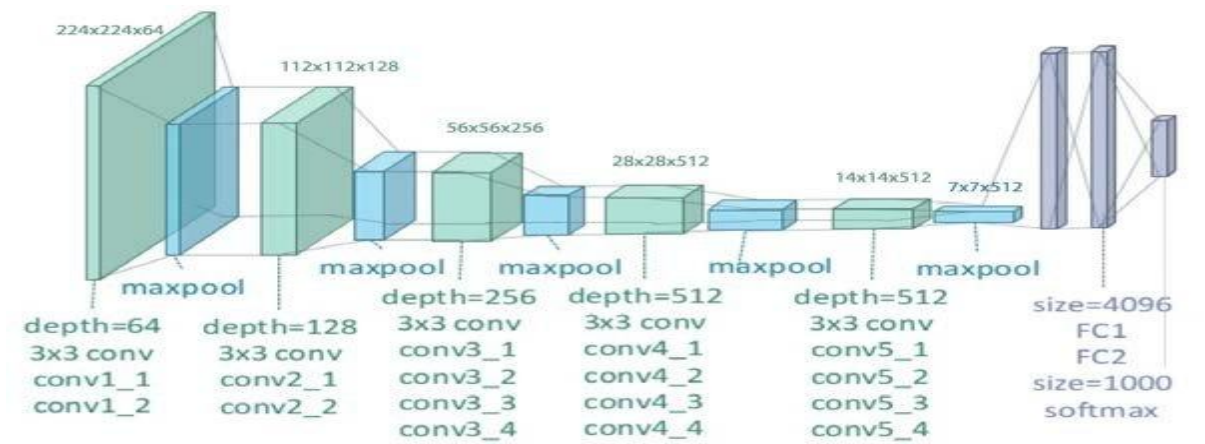 224x224x64
112x112x128
56x56x256
28x28x512
14x14x512
7x7x512
maxpool
maxpool
maxpool
maxpool
maxpool
depth=64
3x3 conv
conv1_1
conv1_2
depth=128
3x3 conv
conv2_1
conv2_2
depth=256
3x3 conv
conv3_1
conv3_2
conv3_3
conv3_4
depth=512
3x3 conv
conv4_1
conv4_2
conv4_3
conv4_4
depth=512
3x3 conv
conv5_1
conv5_2
conv5_3
conv5_4
size=4096
FC1
FC2
size=1000
softmax